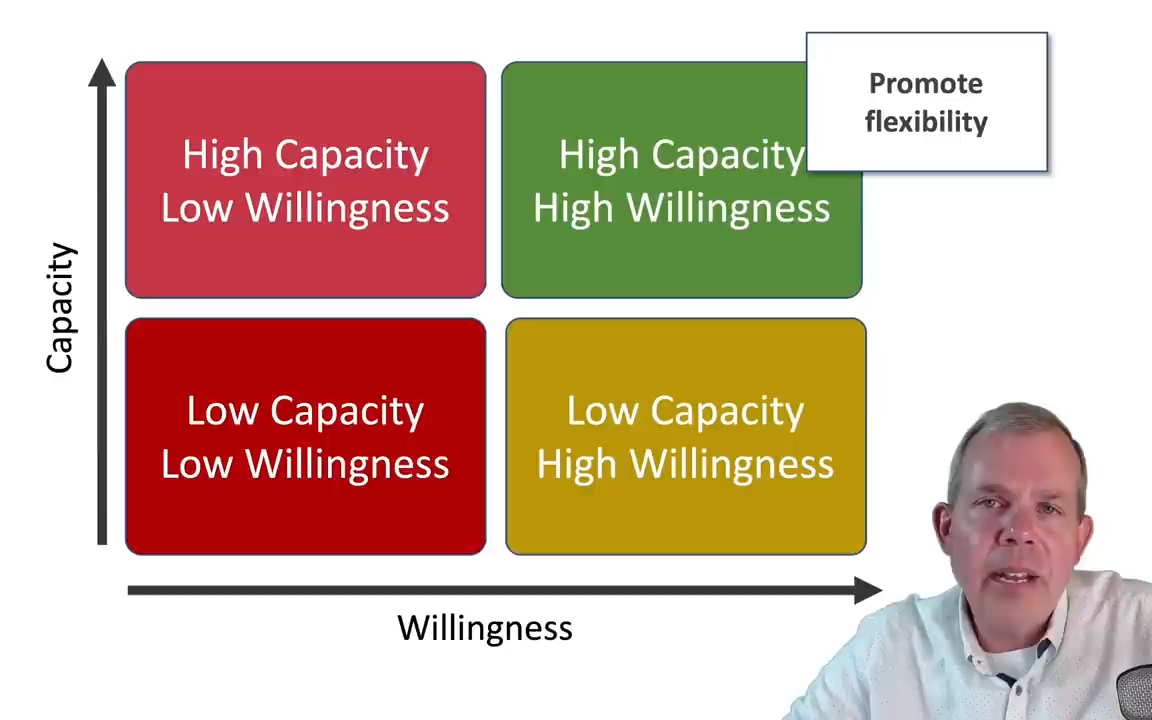 High Capacity
Low Willingness
High Capacity
High Willingness
Promote
flexibility
Low Capacity
Low Willingness
Low Capacity
High Willingness
Capacity
Willingness